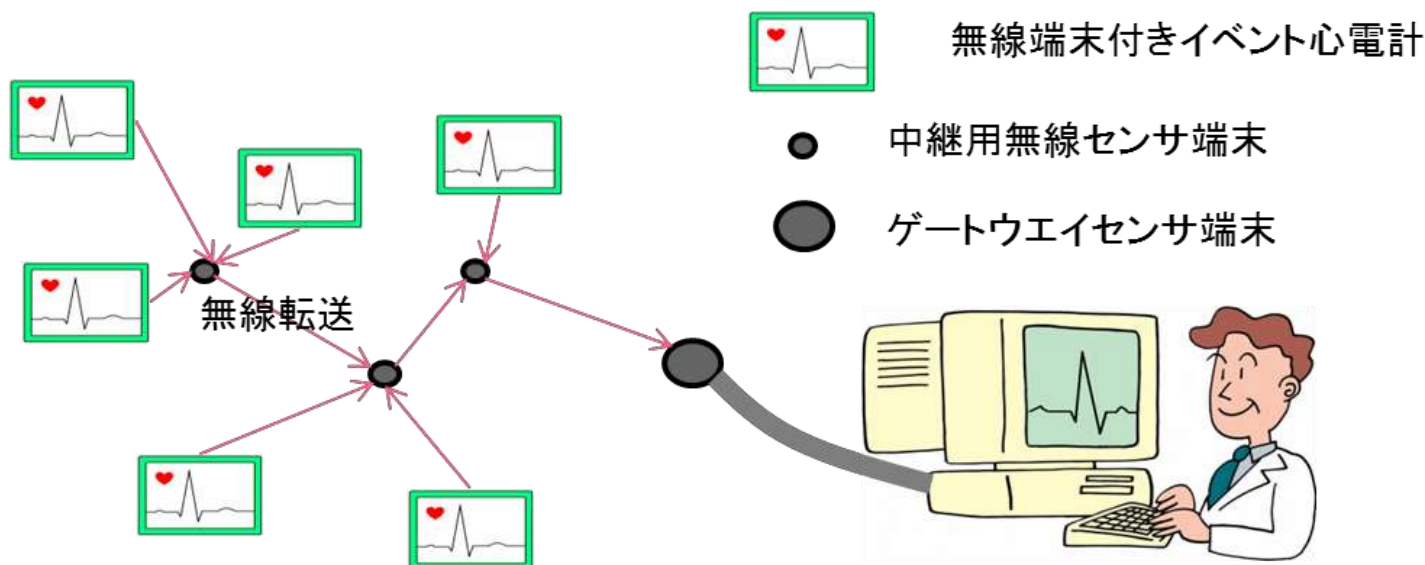 無線端末付きイベント心電計
中継用無線センサ端末
ゲートウエイセンサ端末
無線転送